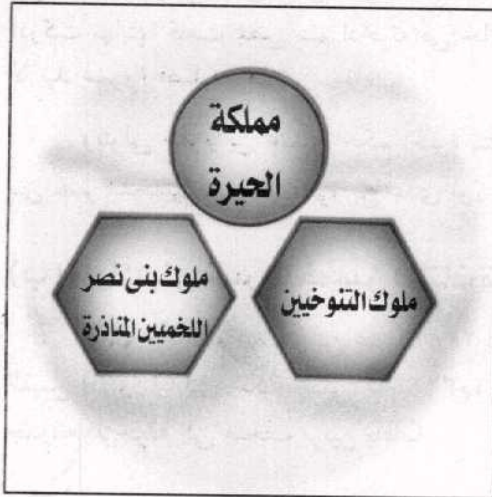 مملكة
الحيرة
ملوك التنوخيين
ملوك بنى نصر
اللخميين المناذرة